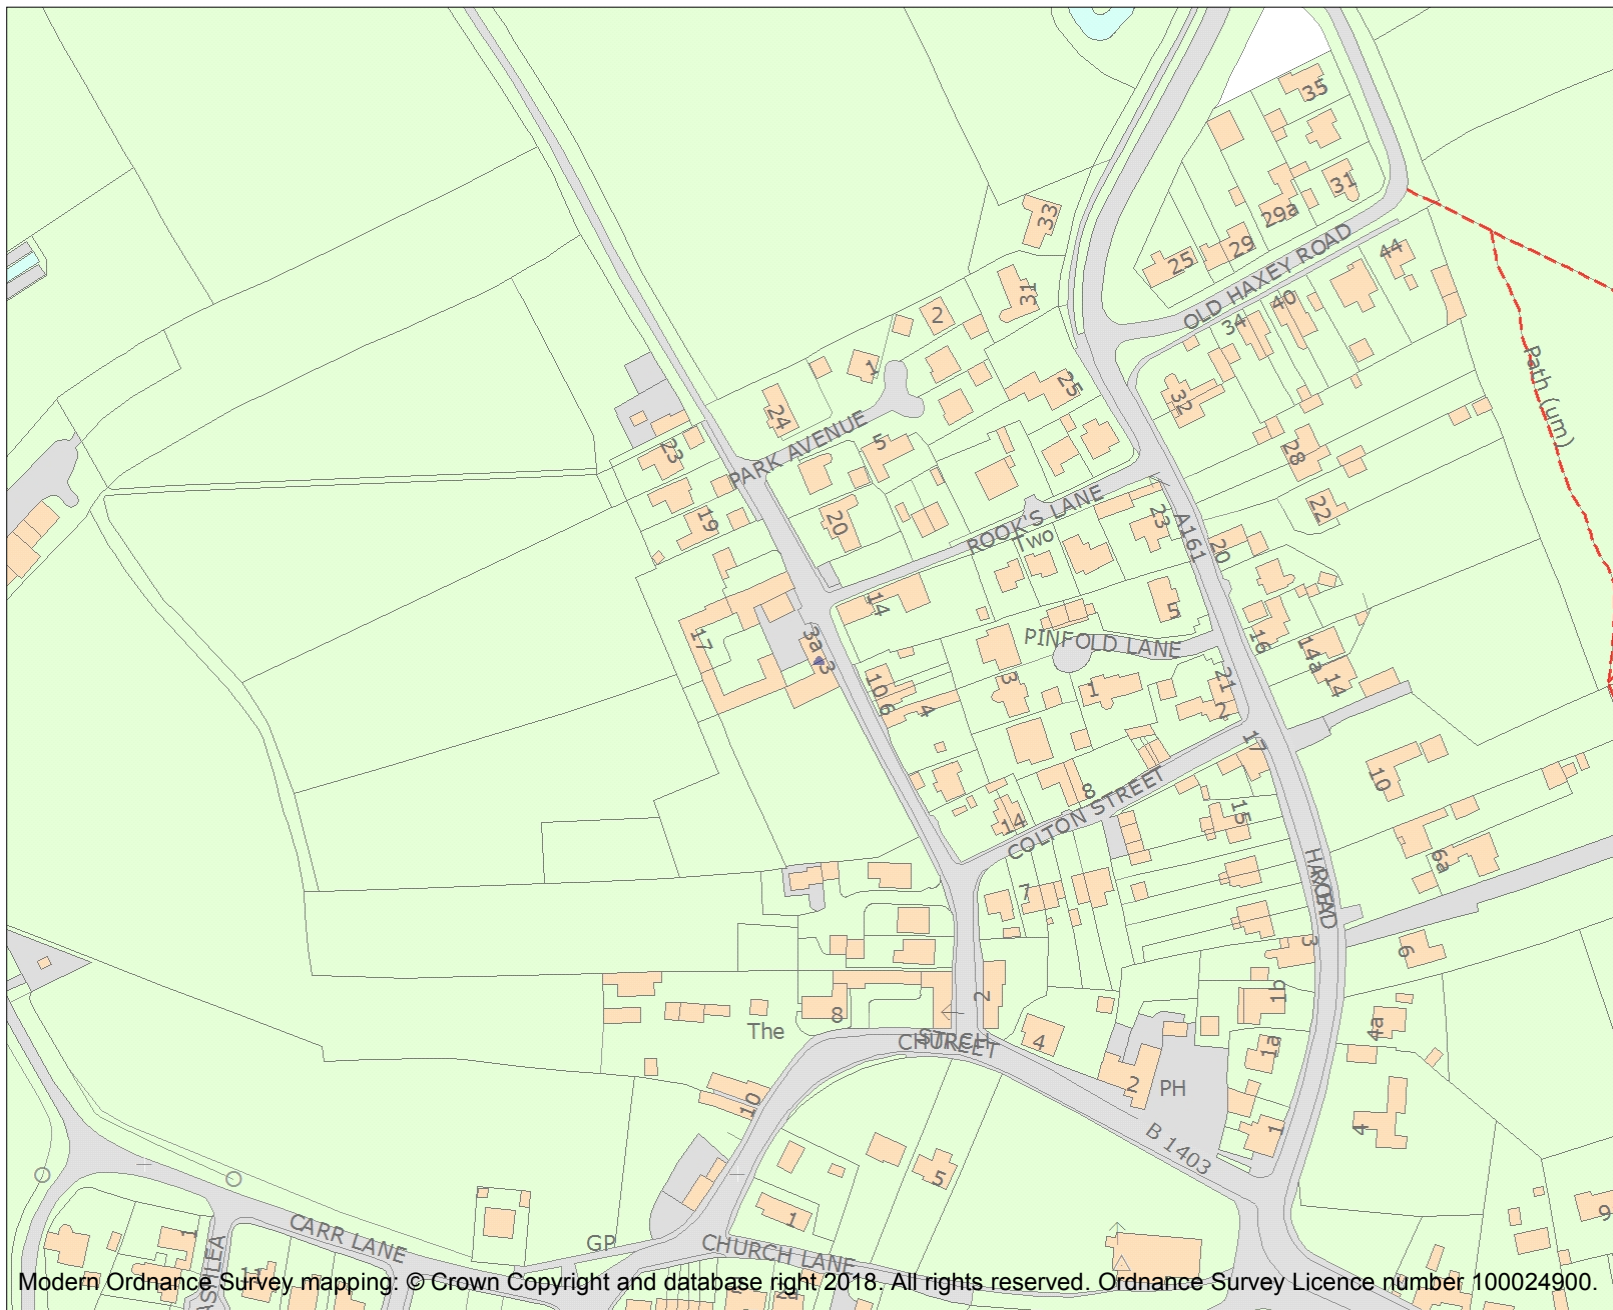 35
31
29a
33
29
25
OLD HAXEY ROAD
44
40
34
31
2
1
25
32
24
PARK AVENUE
5
23
28
Path (um)
22
20
19
ROOK'S LANE
Two
23
A161
20
14
5
17
3a
3
PINFOLD LANE
16
14a
14
10
6
4
3
1
21
2
17
10
8
COLTON STREET
14
15
6a
7
HAXEY
ROAD
3
6
2
1b
8
The
CHURCH
STREET
4
4a
1a
2
PH
10
1
4
B 1403
5
1
9
1
CARR LANE
GP
CHURCH LANE
ASHLEA
11
Modern Ordnance Survey mapping: © Crown Copyright and database right 2018. All rights reserved. Ordnance Survey Licence number 100024900.